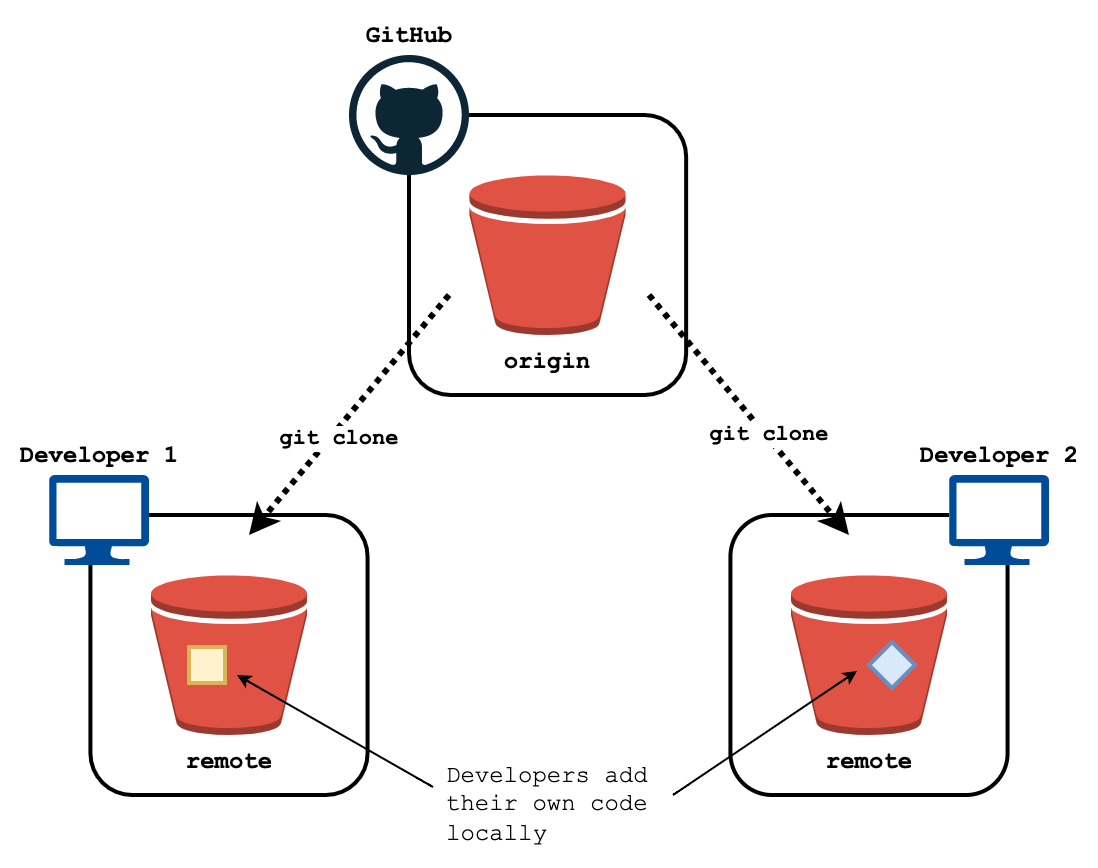 GitHub
origin
git clone
git clone
Developer 1
Developer 2
remote
remote
Developers add
their own code
locally